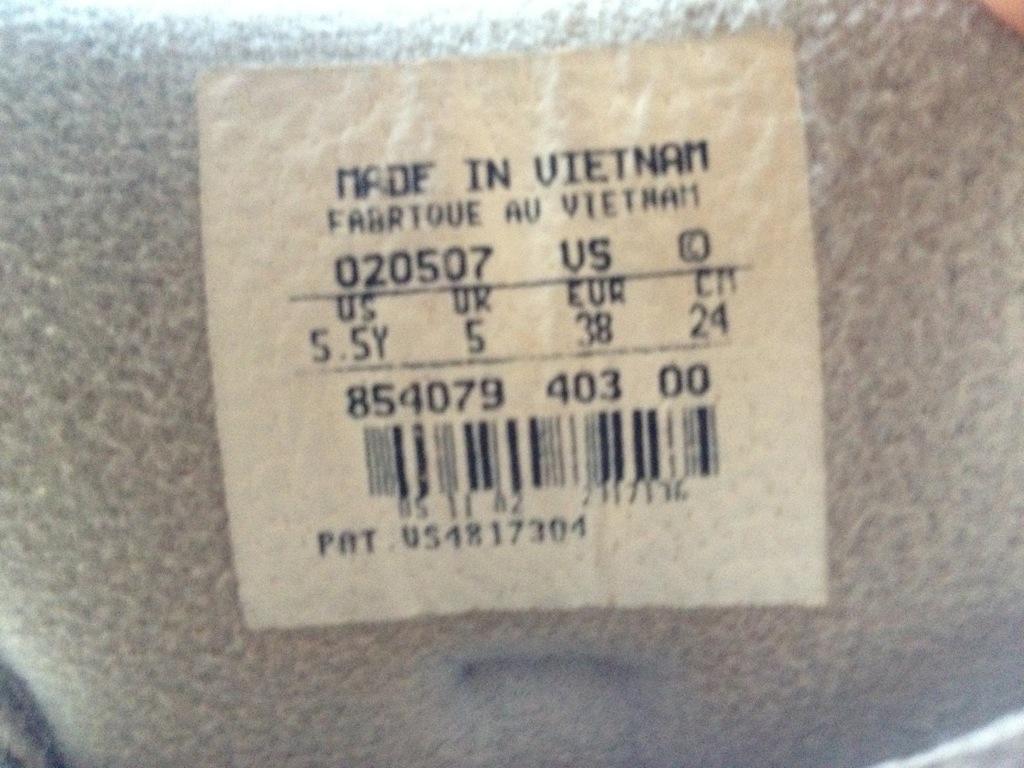 MADE IN VIETNAM
FABRIQUE AU VIETNAM
020507 US ©
US UK EUR CM
5.5Y 5 38 24
854079 403 00
PAT US4817304